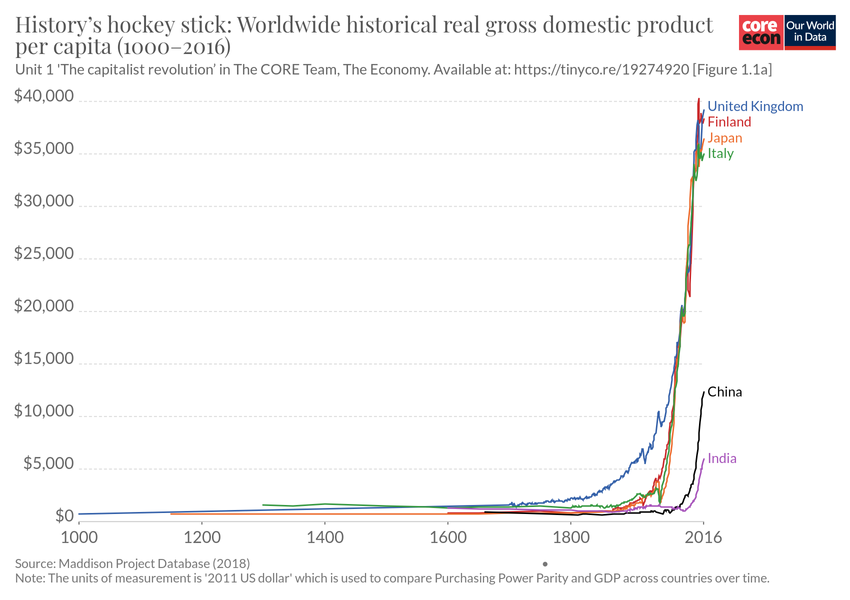 History’s hockey stick: Worldwide historical real gross domestic product
per capita (1000–2016)
core
econ
Our World
in Data
Unit 1 ‘The capitalist revolution’ in The CORE Team, The Economy. Available at: https://tinyco.re/19274920 [Figure 1.1a]
$40,000
$35,000
$30,000
$25,000
$20,000
$15,000
$10,000
$5,000
$0
United Kingdom
Finland
Japan
Italy
China
India
1000
1200
1400
1600
1800
2016
Source: Maddison Project Database (2018)
Note: The units of measurement is '2011 US dollar' which is used to compare Purchasing Power Parity and GDP across countries over time.